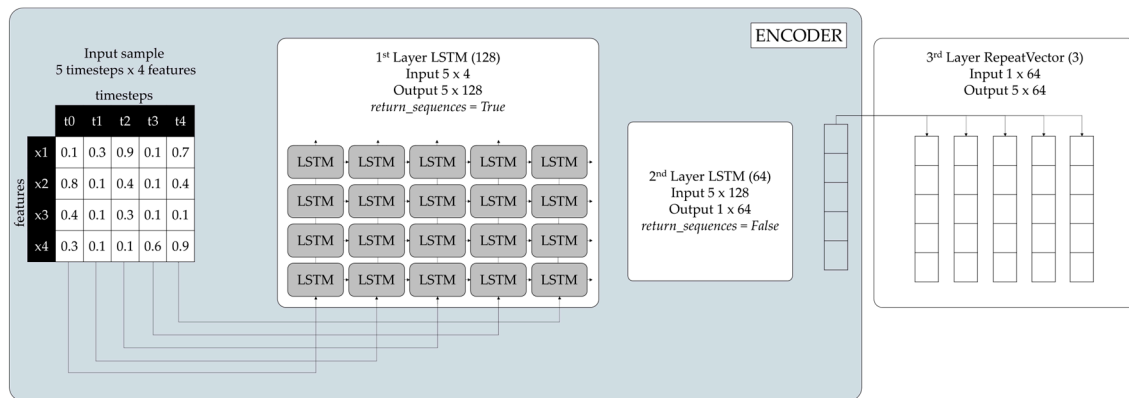 ENCODER
Input sample
5 timesteps x 4 features
timesteps
t0 t1 t2 t3 t4
features
x1 0.1 0.3 0.9 0.1 0.7
x2 0.8 0.1 0.4 0.1 0.4
x3 0.4 0.1 0.3 0.1 0.1
x4 0.3 0.1 0.1 0.6 0.9
1st Layer LSTM (128)
Input 5 x 4
Output 5 x 128
return_sequences = True
LSTM LSTM LSTM LSTM LSTM
LSTM LSTM LSTM LSTM LSTM
LSTM LSTM LSTM LSTM LSTM
LSTM LSTM LSTM LSTM LSTM
2nd Layer LSTM (64)
Input 5 x 128
Output 1 x 64
return_sequences = False
3rd Layer RepeatVector (3)
Input 1 x 64
Output 5 x 64